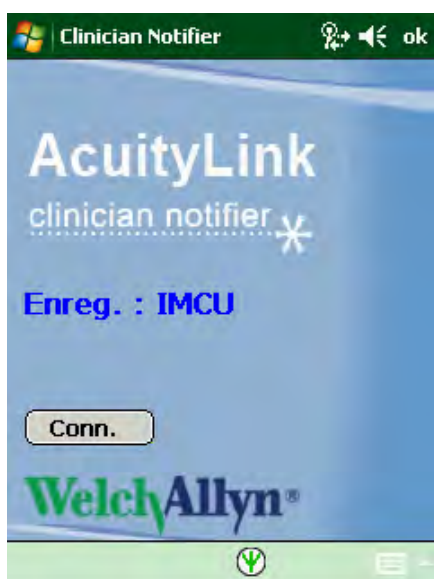 Clinician Notifier ok
AcuityLink
clinician notifier
Enreg. : IMCU
Conn.
WelchAllyn®